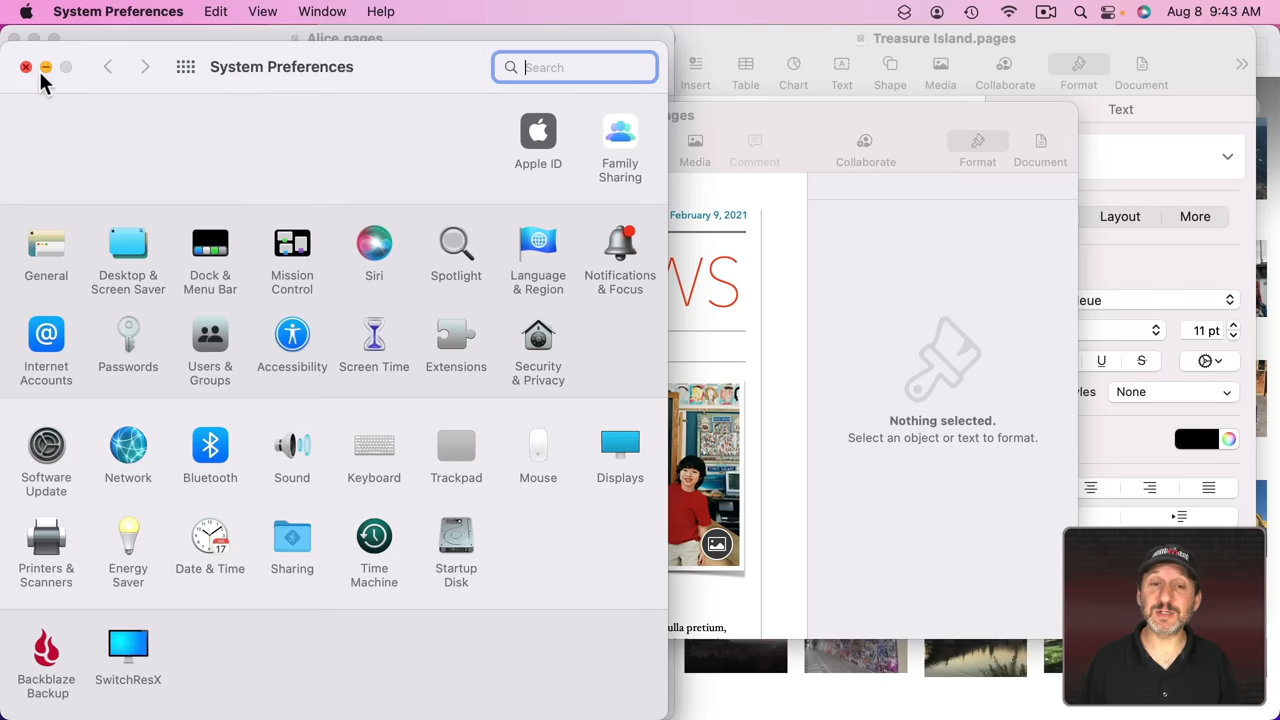 System Preferences Edit View Window Help Aug 8 9:43 AM
Alice.pages
Treasure Island.pages
System Preferences
Search
Insert Table Chart Text Shape Media Collaborate Format Document
Text
ages
Media Comment Collaborate Format Document
Apple ID
Family
Sharing
Layout More
February 9, 2021
WS
General
Desktop &
Screen Saver
Dock &
Menu Bar
Mission
Control
Siri
Spotlight
Language
& Region
Notifications
& Focus
eue
11 pt
U S
Internet
Accounts
Passwords
Users &
Groups
Accessibility
Screen Time
Extensions
Security
& Privacy
yles None
Nothing selected.
Select an object or text to format.
Software
Update
Network
Bluetooth
Sound
Keyboard
Trackpad
Mouse
Displays
Printers &
Scanners
Energy
Saver
17
Date & Time
Sharing
Time
Machine
Startup
Disk
ulla pretium,
Backblaze
Backup
SwitchResX